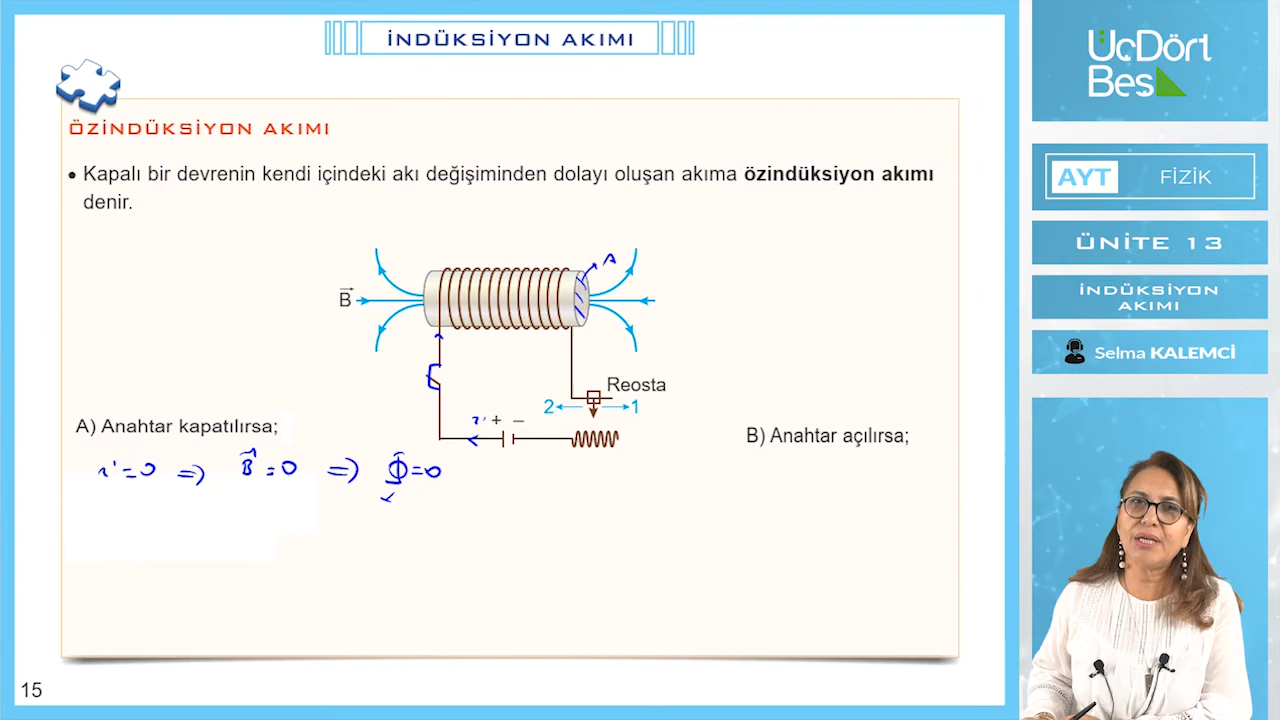 İNDÜKSİYON AKIMI
ÖZİNDÜKSİYON AKIMI
• Kapalı bir devrenin kendi içindeki akı değişiminden dolayı oluşan akıma özindüksiyon akımı
denir.
A
B
Reosta
2 1
i' + −
A) Anahtar kapatılırsa;
B) Anahtar açılırsa;
i' = 0 ⇒ B = 0 ⇒ Φ = 0
15
ÜçDört
Beş
AYT FİZİK
ÜNİTE 13
İNDÜKSİYON
AKIMI
Selma KALEMCİ